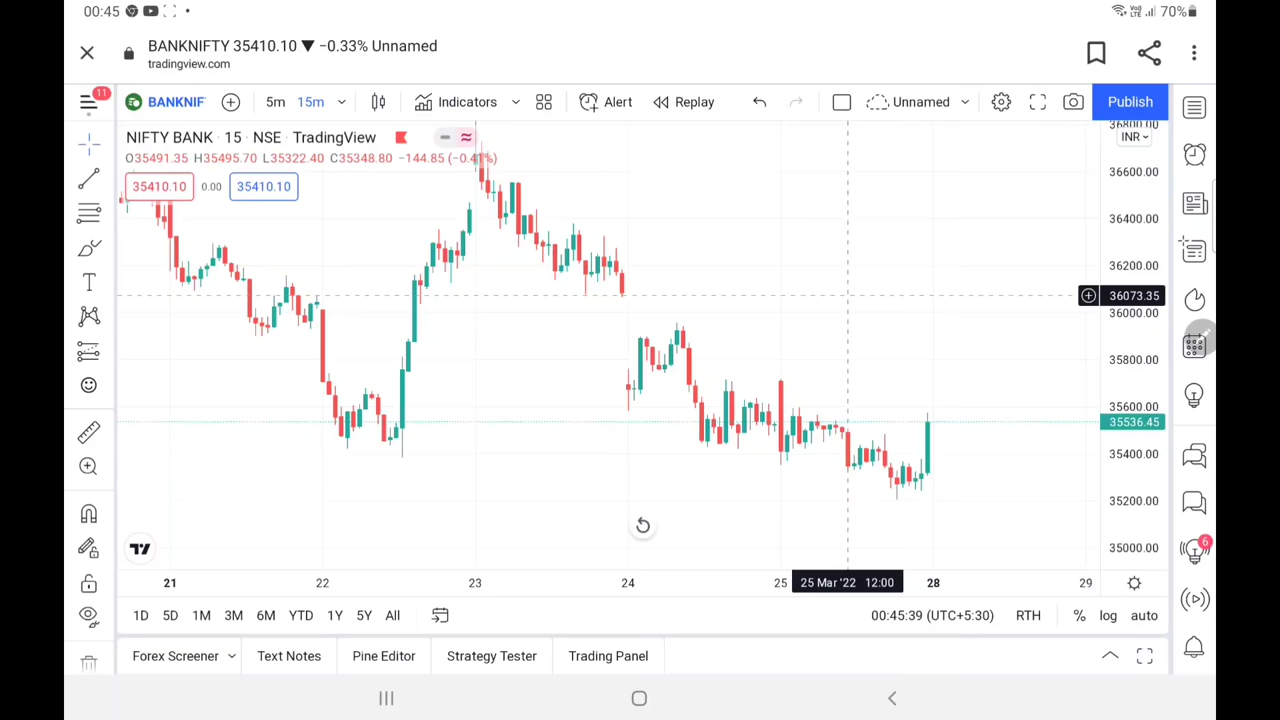 00:45
Vo) LTE 70%
BANKNIFTY 35410.10 ▼ −0.33% Unnamed
tradingview.com
11
BANKNIF 5m 15m Indicators Alert Replay Unnamed Publish
NIFTY BANK · 15 · NSE · TradingView
O35491.35 H35495.70 L35322.40 C35348.80 −144.85 (−0.41%)
35410.10 0.00 35410.10
36800.00
INR
36600.00
36400.00
36200.00
36073.35
36000.00
35800.00
35600.00
35536.45
35400.00
35200.00
35000.00
6
21 22 23 24 25 25 Mar '22 12:00 28 29
1D 5D 1M 3M 6M YTD 1Y 5Y All 00:45:39 (UTC+5:30) RTH % log auto
Forex Screener Text Notes Pine Editor Strategy Tester Trading Panel